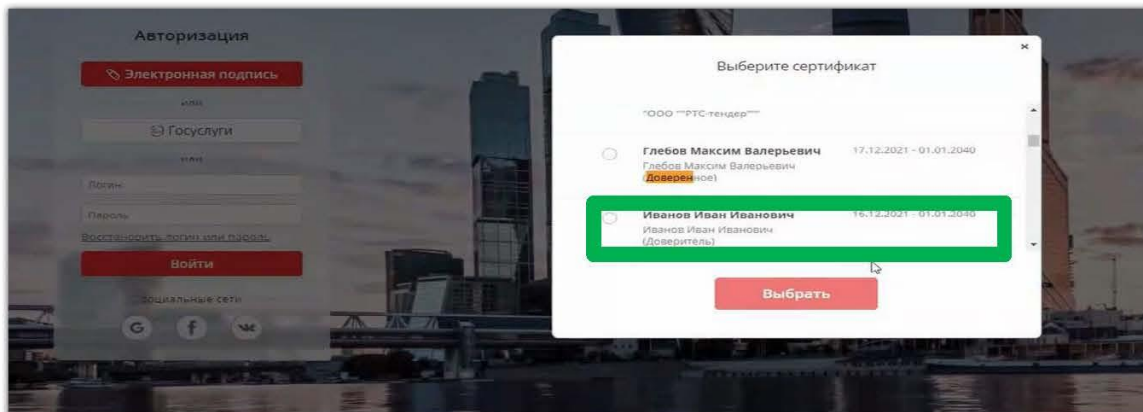 Авторизация
Электронная подпись
или
Госуслуги
или
Логин
Пароль
Восстановить логин или пароль
Войти
Социальные сети
G f
Выберите сертификат
"ООО ""РТС-тендер"""
Глебов Максим Валерьевич 17.12.2021 - 01.01.2040
Глебов Максим Валерьевич
(Доверенное)
Иванов Иван Иванович 16.12.2021 - 01.01.2040
Иванов Иван Иванович
(Доверитель)
Выбрать